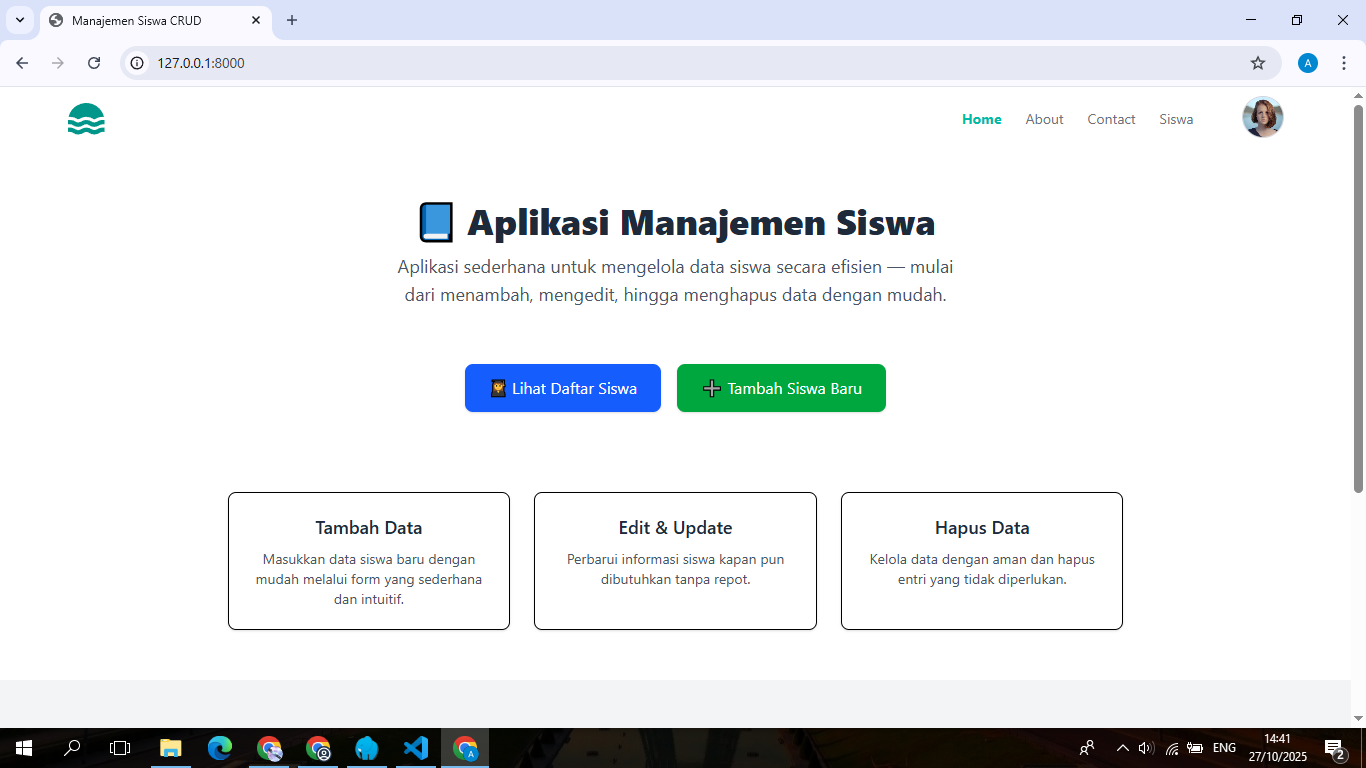 Manajemen Siswa CRUD
127.0.0.1:8000
A
Home About Contact Siswa
Aplikasi Manajemen Siswa
Aplikasi sederhana untuk mengelola data siswa secara efisien — mulai
dari menambah, mengedit, hingga menghapus data dengan mudah.
Lihat Daftar Siswa
Tambah Siswa Baru
Tambah Data
Masukkan data siswa baru dengan
mudah melalui form yang sederhana
dan intuitif.
Edit & Update
Perbarui informasi siswa kapan pun
dibutuhkan tanpa repot.
Hapus Data
Kelola data dengan aman dan hapus
entri yang tidak diperlukan.
A
ENG
14:41
27/10/2025
2